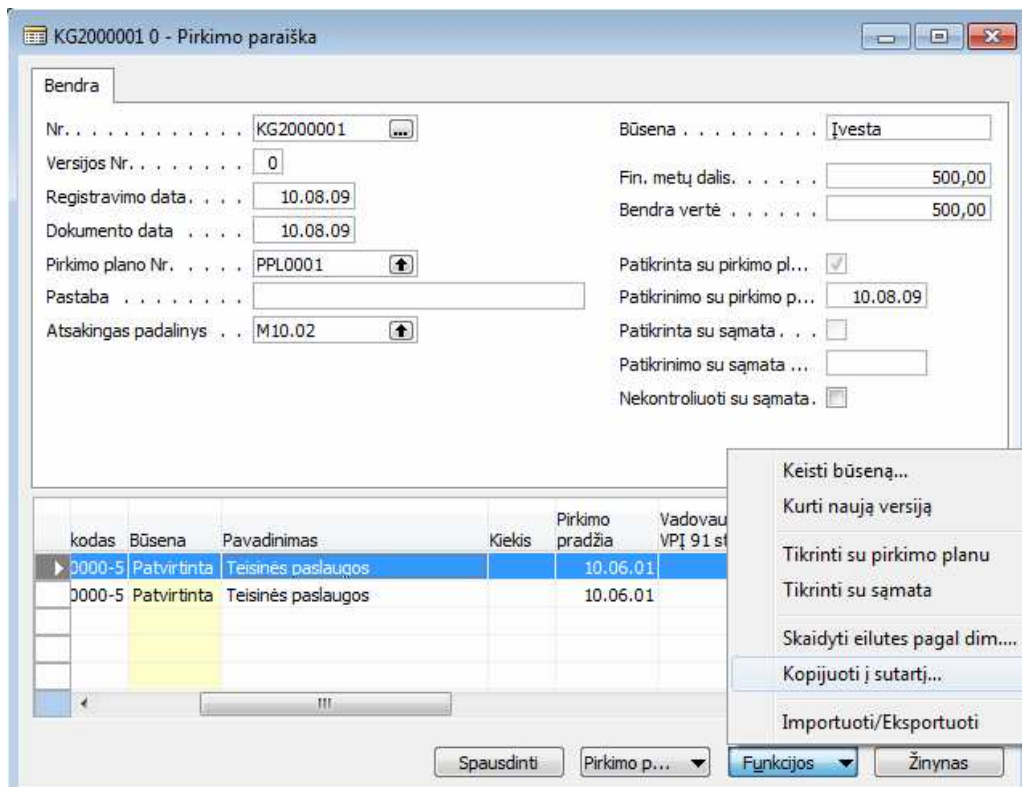 KG2000001 0 - Pirkimo paraiška
Bendra
Nr. . . . . . . . . . . . . KG2000001 ...
Versijos Nr. . . . . . . . 0
Registravimo data. . . . 10.08.09
Dokumento data . . . . 10.08.09
Pirkimo plano Nr. . . . . PPL0001
Pastaba . . . . . . . .
Atsakingas padalinys . . M10.02
Būsena . . . . . . . . . Įvesta
Fin. metų dalis. . . . . . 500,00
Bendra vertė . . . . . . 500,00
Patikrinta su pirkimo pl...
Patikrinimo su pirkimo p... 10.08.09
Patikrinta su sąmata . . .
Patikrinimo su sąmata ...
Nekontroliuoti su sąmata.
kodas Būsena Pavadinimas Kiekis Pirkimo pradžia Vadovau VPĮ 91 st
0000-5 Patvirtinta Teisinės paslaugos 10.06.01
0000-5 Patvirtinta Teisinės paslaugos 10.06.01
Keisti būseną...
Kurti naują versiją
Tikrinti su pirkimo planu
Tikrinti su sąmata
Skaidyti eilutes pagal dim....
Kopijuoti į sutartį...
Importuoti/Eksportuoti
Spausdinti Pirkimo p... Funkcijos Žinynas